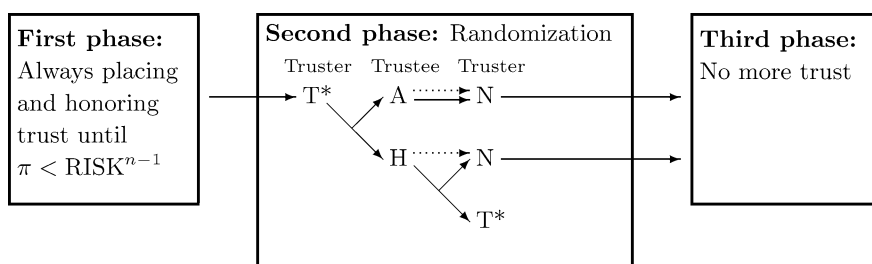 First phase:
Always placing
and honoring
trust until
π < RISKⁿ⁻¹
Second phase: Randomization
Truster Trustee Truster
T* A N
H N
T*
Third phase:
No more trust